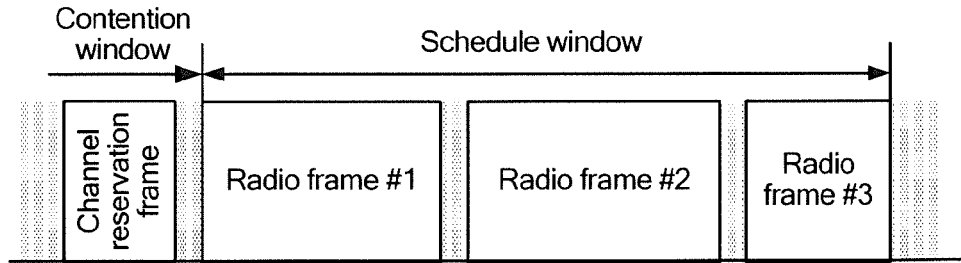 Contention
window
Schedule window
Channel
reservation
frame
Radio frame #1
Radio frame #2
Radio
frame #3